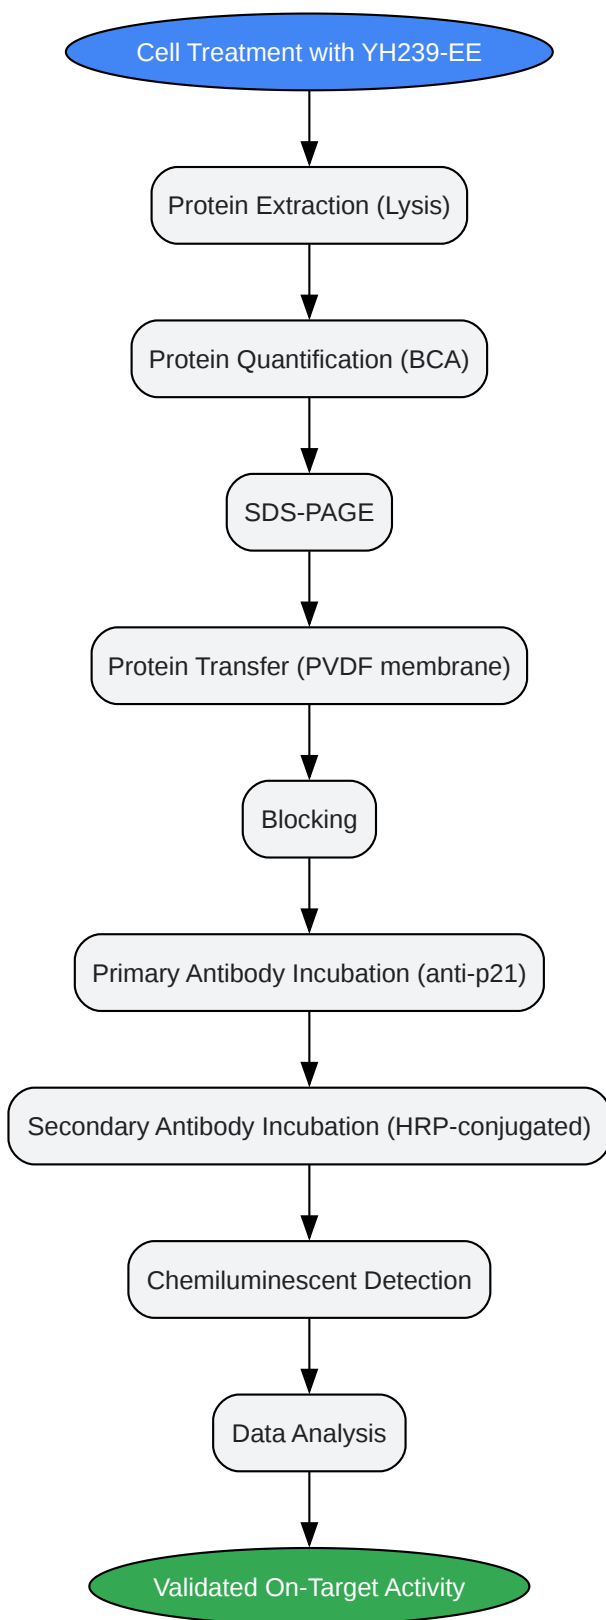 Cell Treatment with YH239-EE
Protein Extraction (Lysis)
Protein Quantification (BCA)
SDS-PAGE
Protein Transfer (PVDF membrane)
Blocking
Primary Antibody Incubation (anti-p21)
Secondary Antibody Incubation (HRP-conjugated)
Chemiluminescent Detection
Data Analysis
Validated On-Target Activity